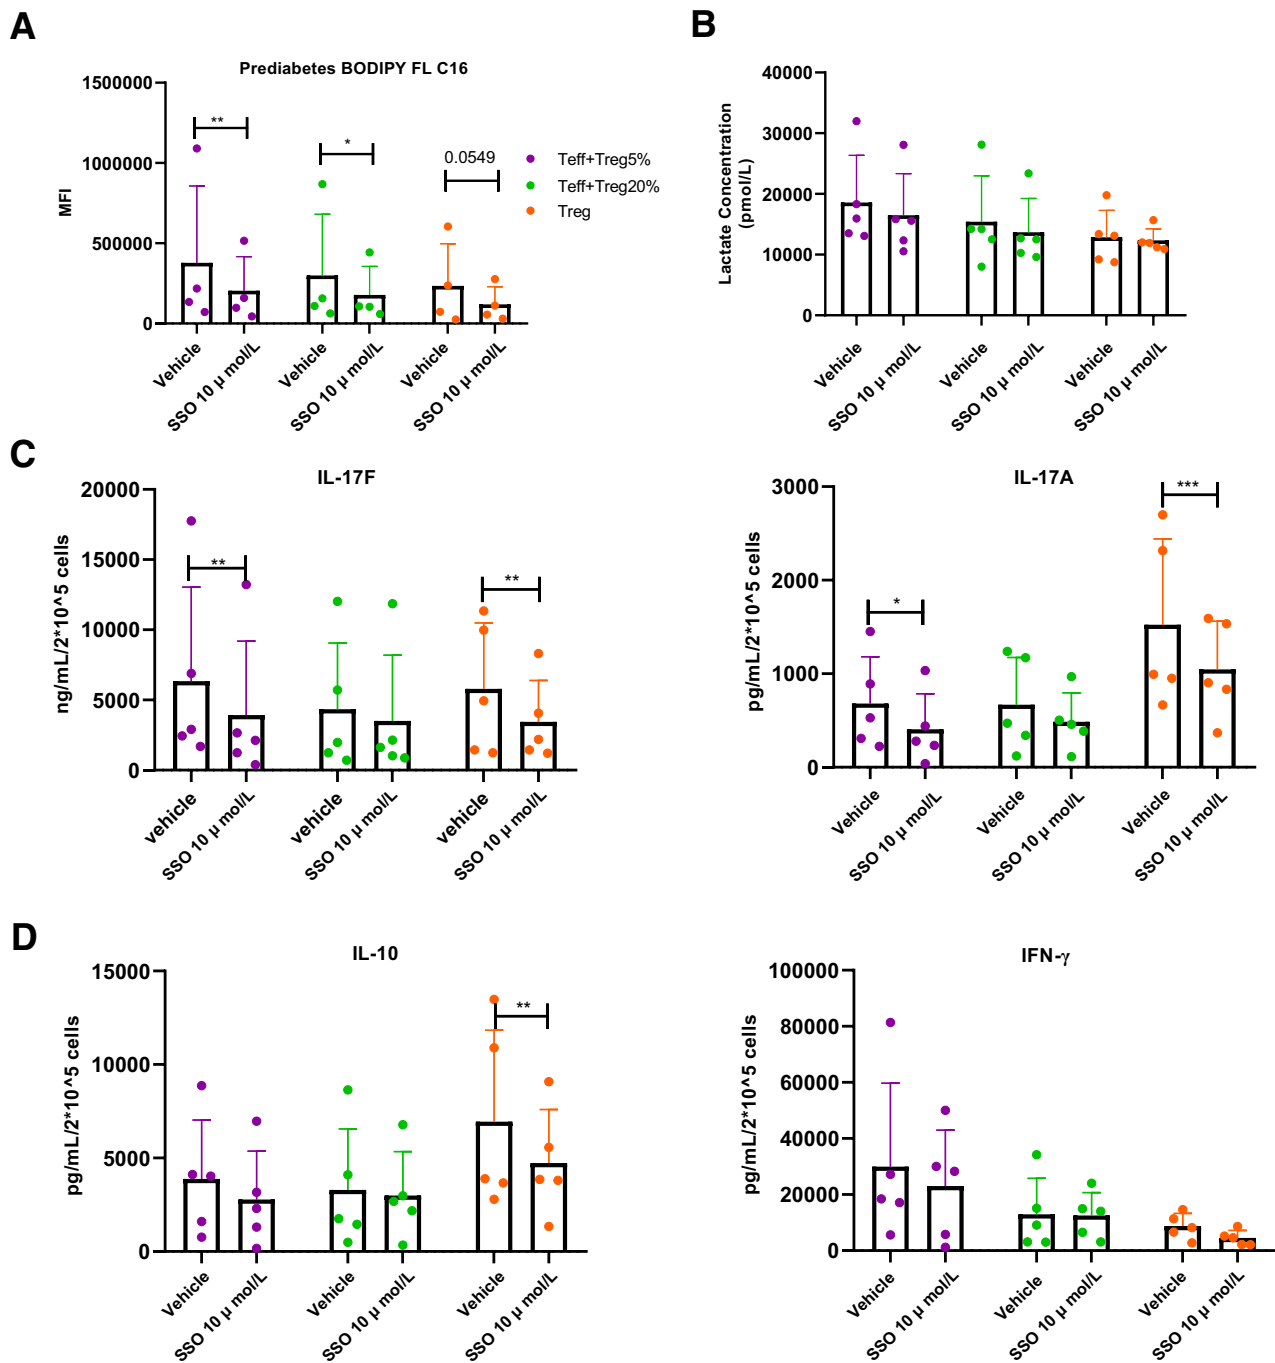 A
Prediabetes BODIPY FL C16
MFI
1500000
1000000
500000
0
**
*
0.0549
Teff+Treg5%
Teff+Treg20%
Treg
Vehicle
SSO 10 μ mol/L
Vehicle
SSO 10 μ mol/L
Vehicle
SSO 10 μ mol/L
B
Lactate Concentration
(pmol/L)
40000
30000
20000
10000
0
Vehicle
SSO 10 μ mol/L
Vehicle
SSO 10 μ mol/L
Vehicle
SSO 10 μ mol/L
C
IL-17F
ng/mL/2*10^5 cells
20000
15000
10000
5000
0
**
**
vehicle
SSO 10 μ mol/L
vehicle
SSO 10 μ mol/L
vehicle
SSO 10 μ mol/L
IL-17A
pg/mL/2*10^5 cells
3000
2000
1000
0
*
***
Vehicle
SSO 10 μ mol/L
Vehicle
SSO 10 μ mol/L
Vehicle
SSO 10 μ mol/L
D
IL-10
pg/mL/2*10^5 cells
15000
10000
5000
0
**
Vehicle
SSO 10 μ mol/L
Vehicle
SSO 10 μ mol/L
Vehicle
SSO 10 μ mol/L
IFN-γ
pg/mL/2*10^5 cells
100000
80000
60000
40000
20000
0
Vehicle
SSO 10 μ mol/L
Vehicle
SSO 10 μ mol/L
Vehicle
SSO 10 μ mol/L